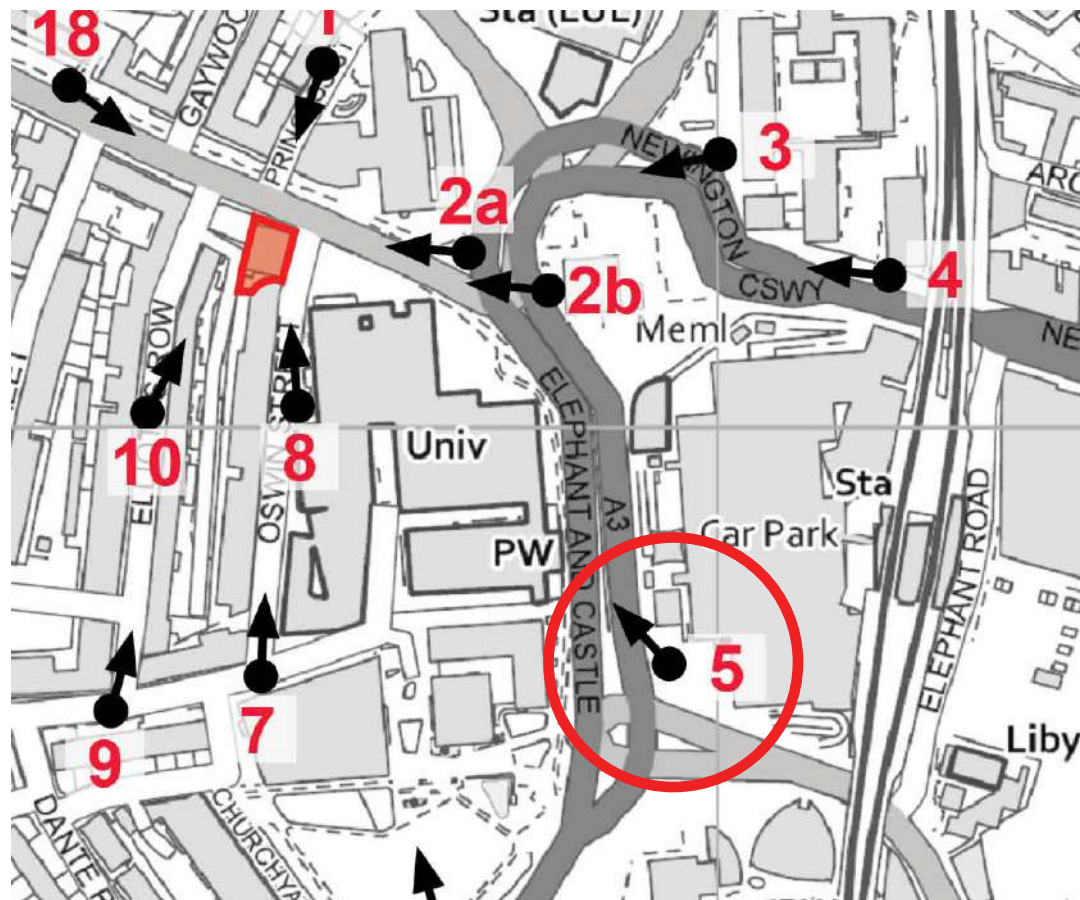 Sta (LUL)
18
1
GAYWOO
PRINC
NEWINGTON
3
ARC
2a
2b
CSWY
4
NE
Meml
ROW
ELEPHANT AND CASTLE
Univ
10
8
OSWIN STREET
A3
Sta
PW
Car Park
ELEPHANT ROAD
5
7
9
Liby
DANTE R
CHURCHYA